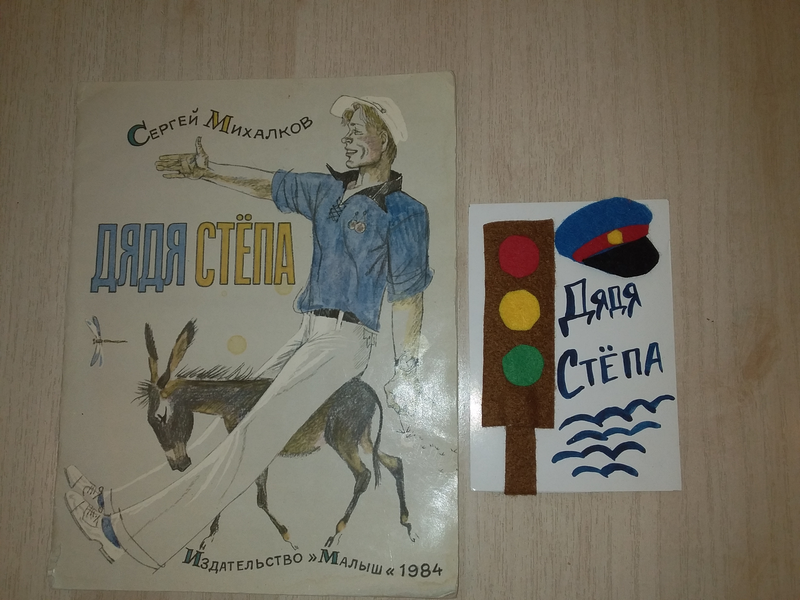 Сергей Михалков
ДЯДЯ СТЁПА
Издательство »Малыш« 1984
Дядя
Стёпа